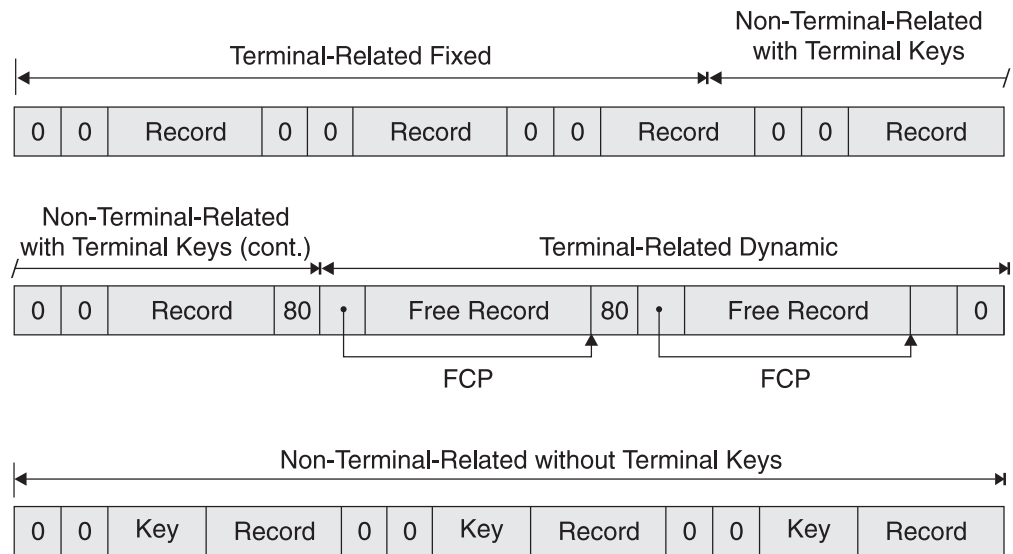 Terminal-Related Fixed
Non-Terminal-Related
with Terminal Keys
0 0 Record 0 0 Record 0 0 Record 0 0 Record
Non-Terminal-Related
with Terminal Keys (cont.)
Terminal-Related Dynamic
0 0 Record 80 Free Record 80 Free Record 0
FCP FCP
Non-Terminal-Related without Terminal Keys
0 0 Key Record 0 0 Key Record 0 0 Key Record